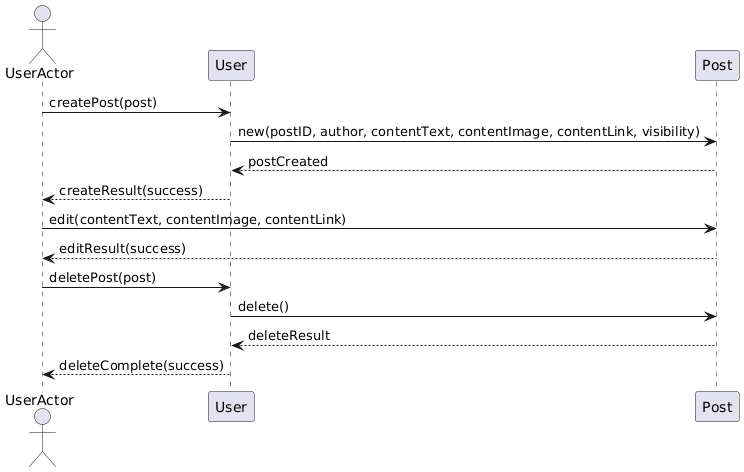 UserActor
User
Post
createPost(post)
new(postID, author, contentText, contentImage, contentLink, visibility)
postCreated
createResult(success)
edit(contentText, contentImage, contentLink)
editResult(success)
deletePost(post)
delete()
deleteResult
deleteComplete(success)
UserActor
User
Post